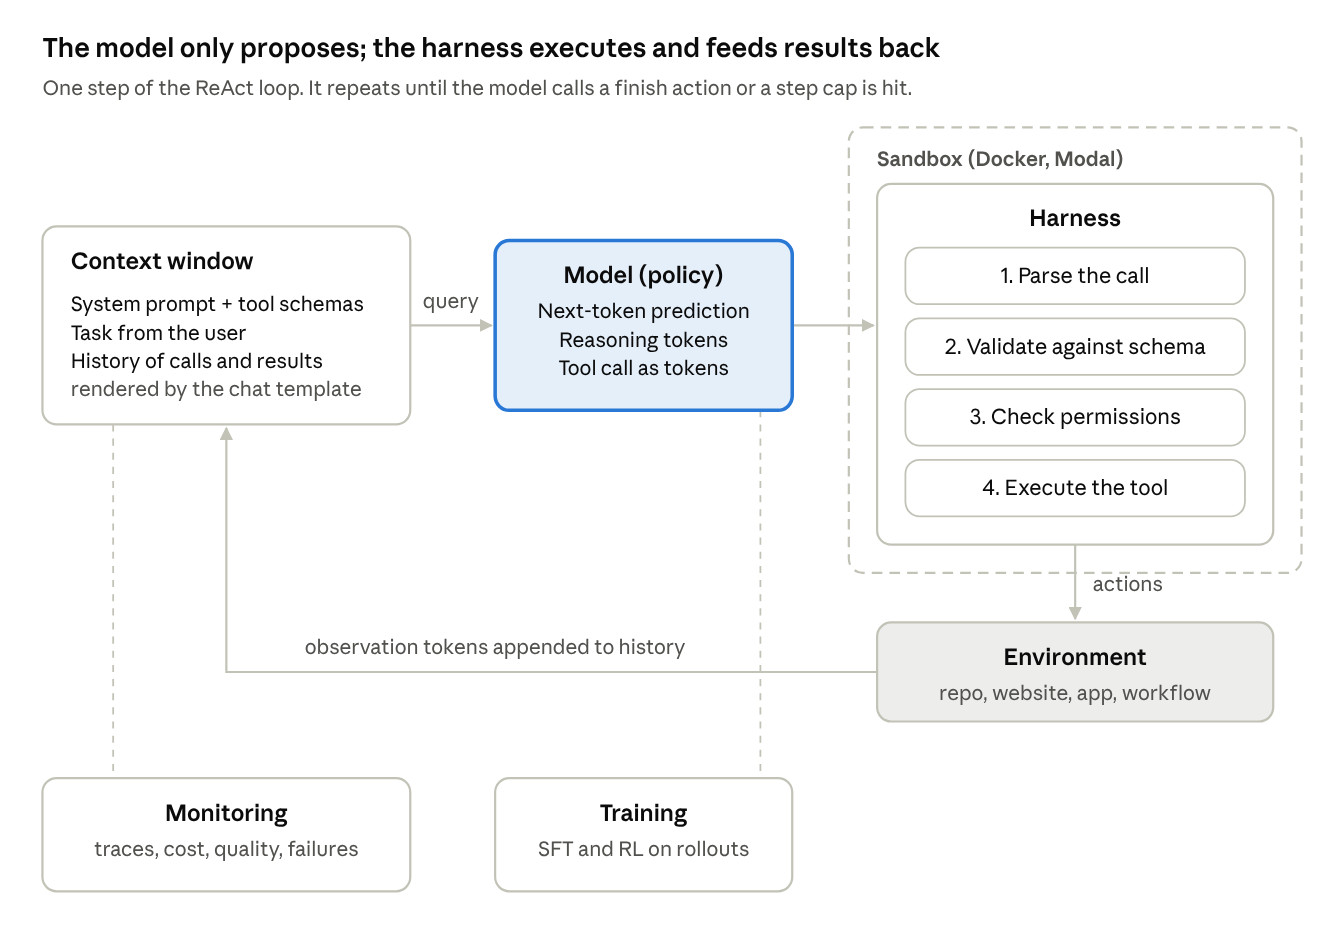 The model only proposes; the harness executes and feeds results back
One step of the ReAct loop. It repeats until the model calls a finish action or a step cap is hit.
Context window
System prompt + tool schemas
Task from the user
History of calls and results
rendered by the chat template
query
Model (policy)
Next-token prediction
Reasoning tokens
Tool call as tokens
Sandbox (Docker, Modal)
Harness
1. Parse the call
2. Validate against schema
3. Check permissions
4. Execute the tool
actions
Environment
repo, website, app, workflow
observation tokens appended to history
Monitoring
traces, cost, quality, failures
Training
SFT and RL on rollouts